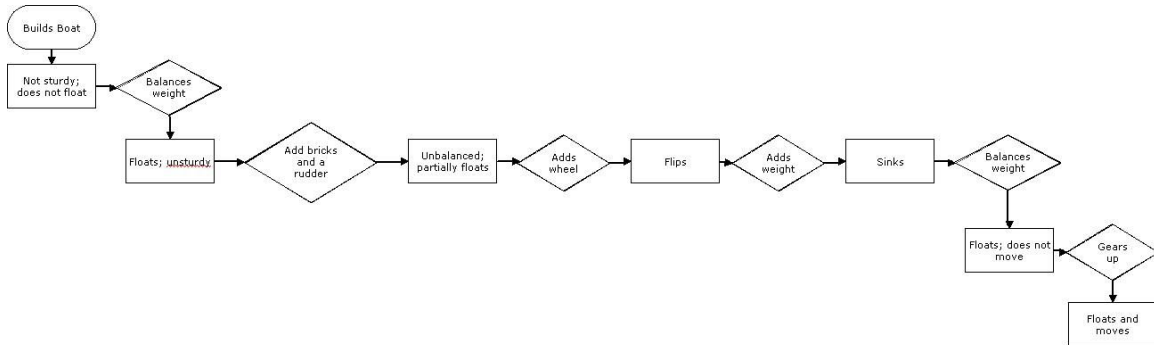 Builds Boat
Not sturdy;
does not float
Balances
weight
Floats; unsturdy
Add bricks
and a
rudder
Unbalanced;
partially floats
Adds
wheel
Flips
Adds
weight
Sinks
Balances
weight
Floats; does not
move
Gears
up
Floats and
moves